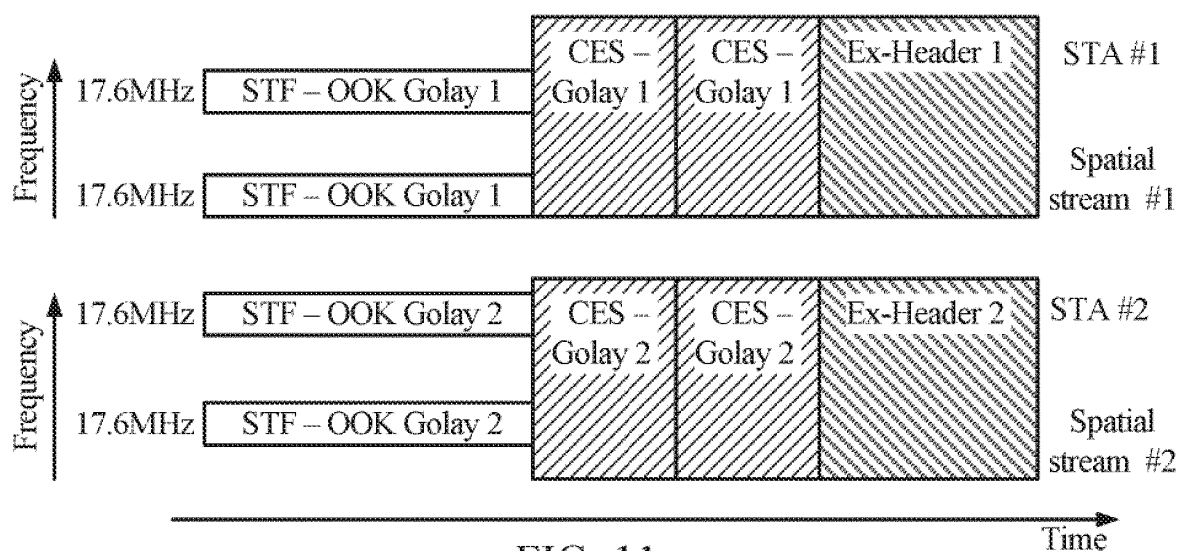 Frequency
17.6MHz
STF – OOK Golay 1
17.6MHz
STF – OOK Golay 1
CES –
Golay 1
CES –
Golay 1
Ex-Header 1
STA #1
Spatial
stream #1
Frequency
17.6MHz
STF – OOK Golay 2
17.6MHz
STF – OOK Golay 2
CES –
Golay 2
CES –
Golay 2
Ex-Header 2
STA #2
Spatial
stream #2
Time
FIG. 11